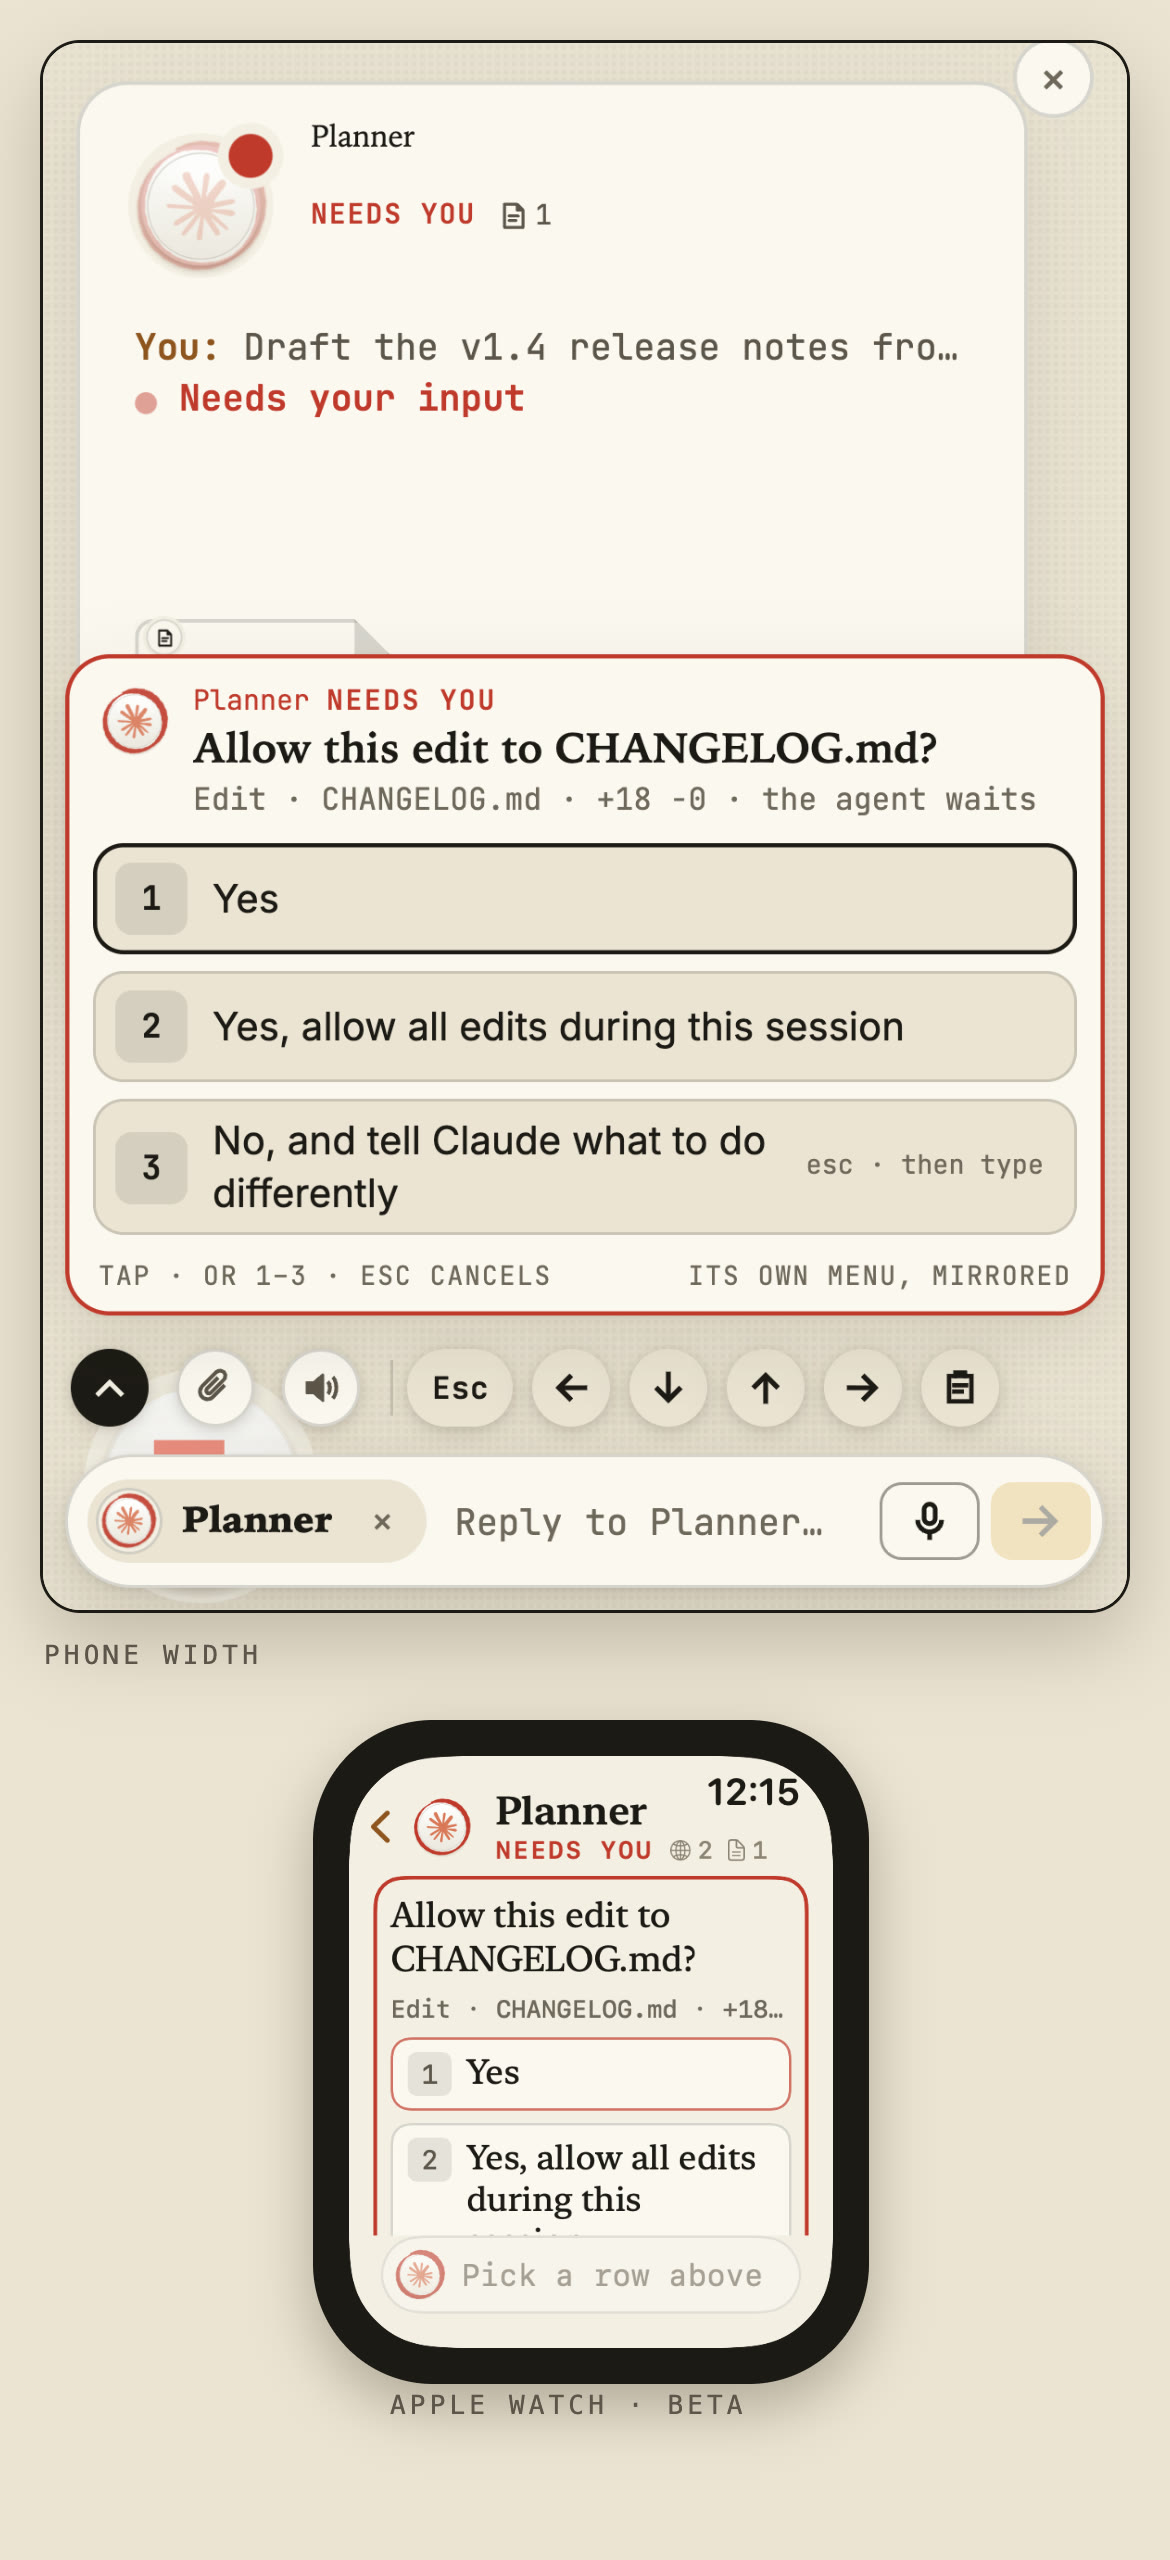 ×
Planner
NEEDS YOU 1
You: Draft the v1.4 release notes fro…
Needs your input
Planner NEEDS YOU
Allow this edit to CHANGELOG.md?
Edit · CHANGELOG.md · +18 -0 · the agent waits
1 Yes
2 Yes, allow all edits during this session
3 No, and tell Claude what to do
differently
esc · then type
TAP · OR 1–3 · ESC CANCELS ITS OWN MENU, MIRRORED
Esc ← ↓ ↑ →
Planner × Reply to Planner… →
PHONE WIDTH
12:15
Planner
NEEDS YOU 2 1
Allow this edit to
CHANGELOG.md?
Edit · CHANGELOG.md · +18…
1 Yes
2 Yes, allow all edits
during this
Pick a row above
APPLE WATCH · BETA